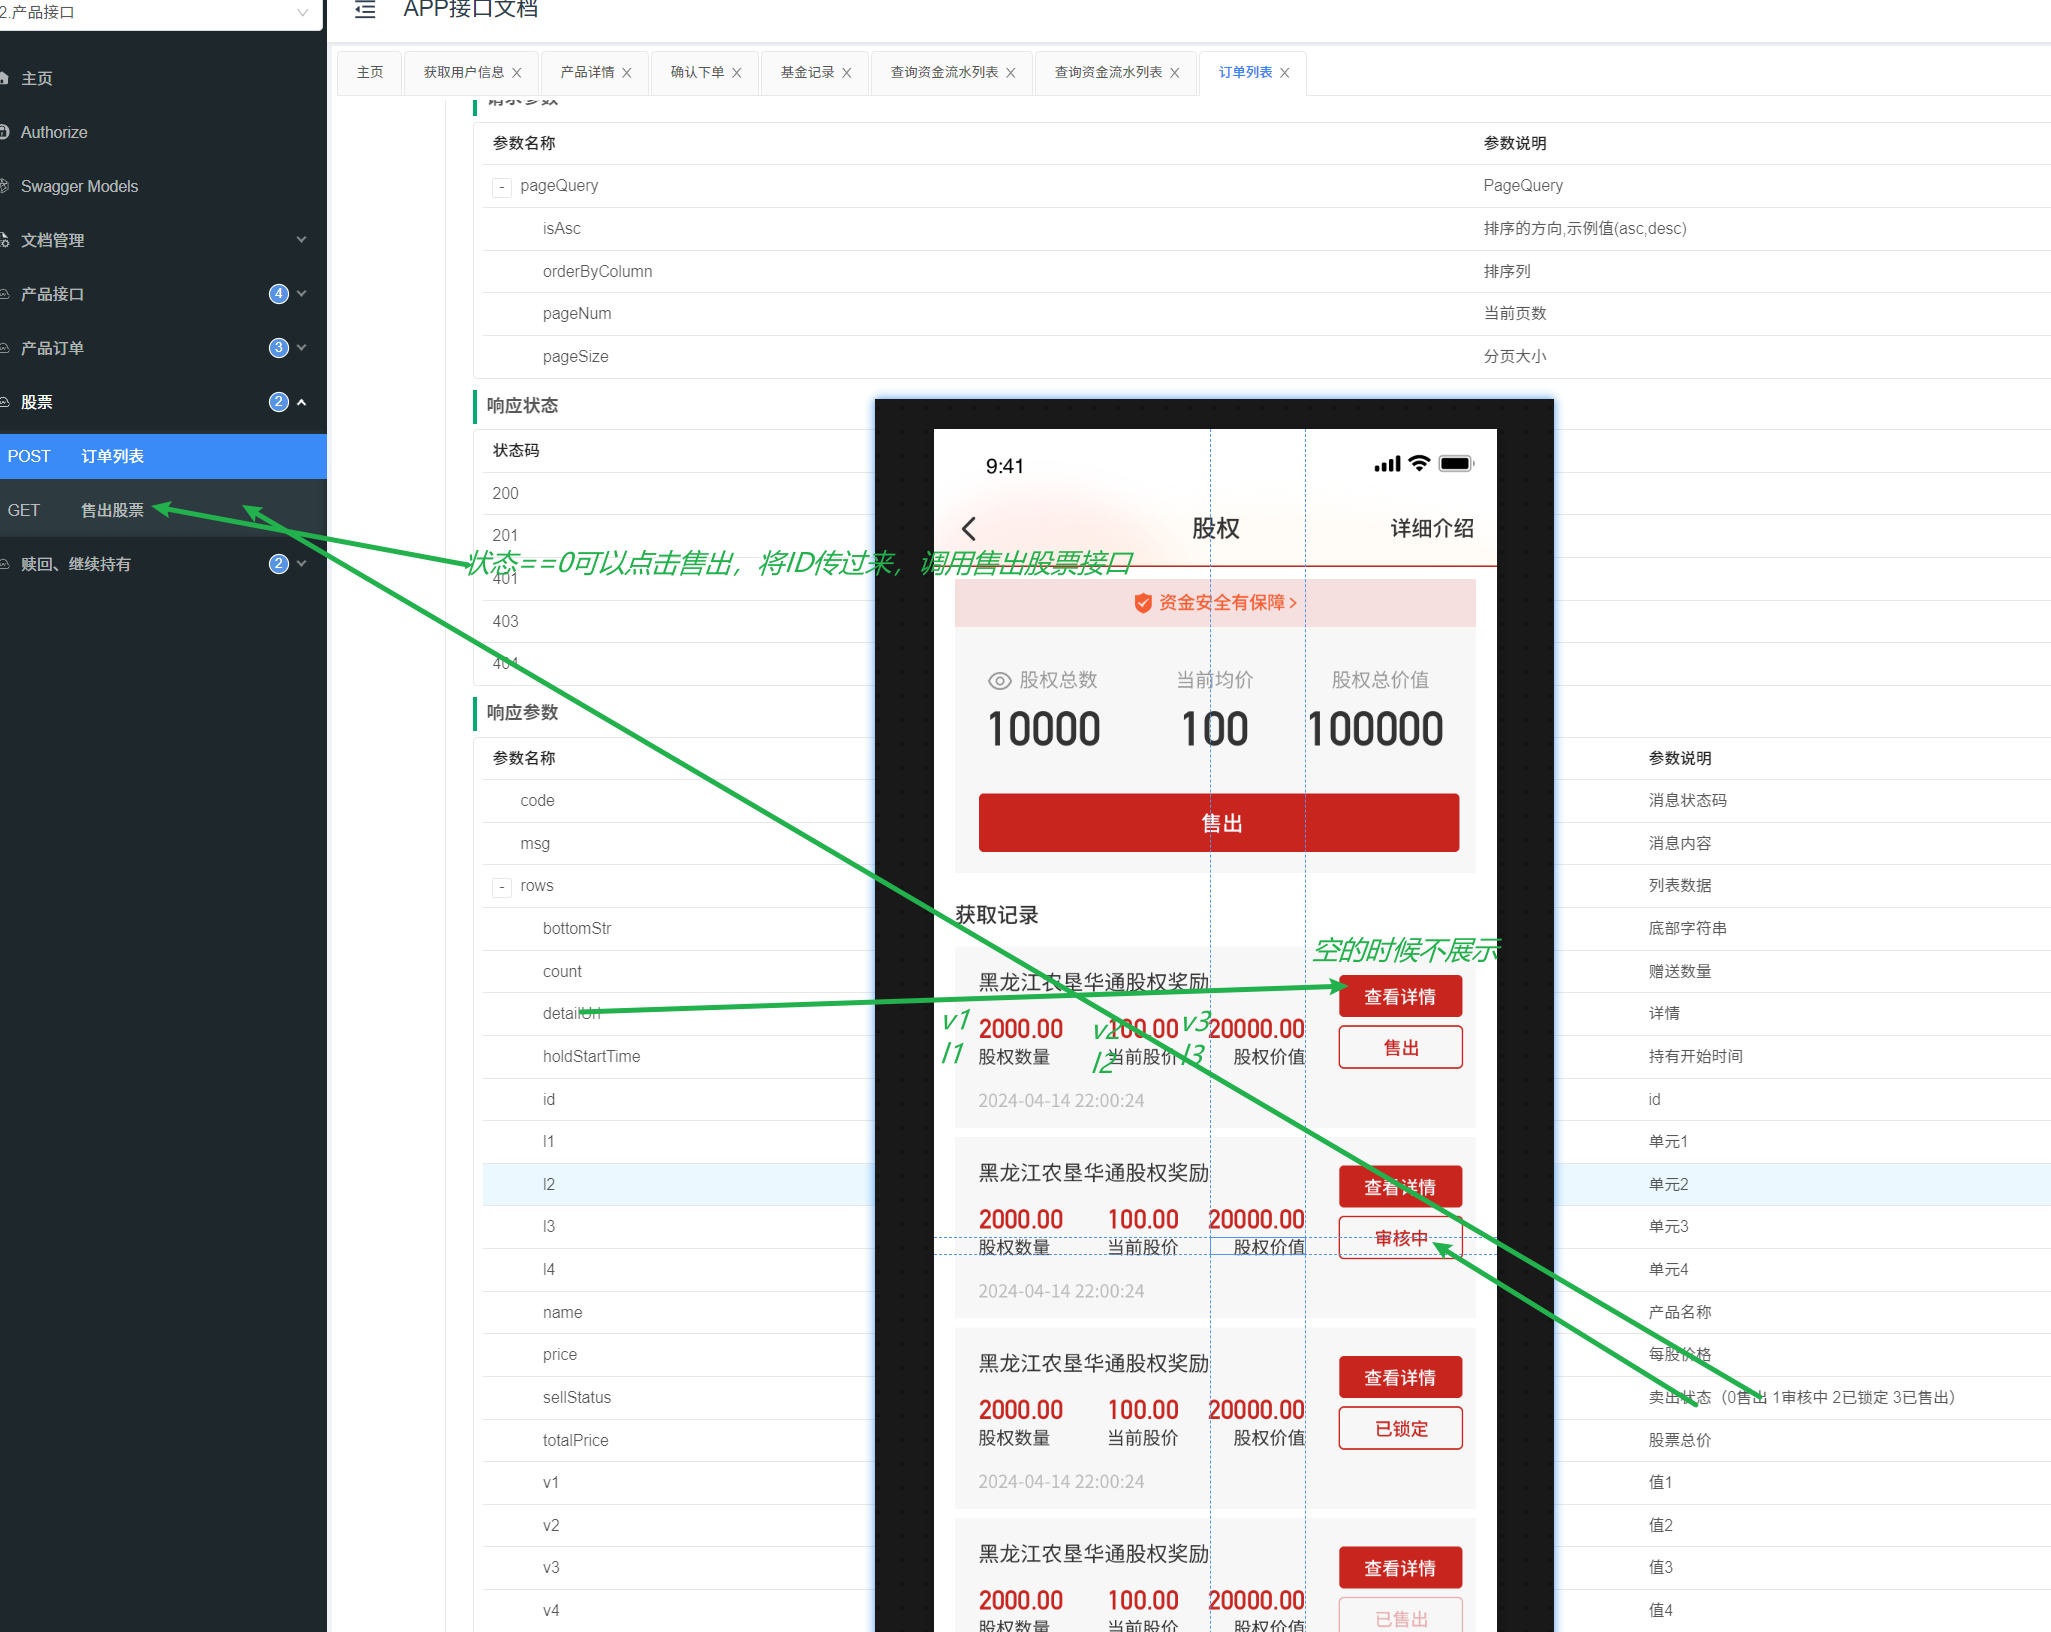 2.产品接口
APP接口文档
主页
Authorize
Swagger Models
文档管理
产品接口 4
产品订单 3
股票 2
POST 订单列表
GET 售出股票
赎回、继续持有 2
主页 获取用户信息 产品详情 确认下单 基金记录 查询资金流水列表 查询资金流水列表 订单列表
请求参数
参数名称 参数说明
- pageQuery PageQuery
isAsc 排序的方向,示例值(asc,desc)
orderByColumn 排序列
pageNum 当前页数
pageSize 分页大小
响应状态
状态码
200
201
401
403
404
状态==0可以点击售出，将ID传过来，调用售出股票接口
响应参数
参数名称 参数说明
code 消息状态码
msg 消息内容
- rows 列表数据
bottomStr 底部字符串
count 赠送数量
detailUrl 详情
holdStartTime 持有开始时间
id id
l1 单元1
l2 单元2
l3 单元3
l4 单元4
name 产品名称
price 每股价格
sellStatus 卖出状态（0售出 1审核中 2已锁定 3已售出）
totalPrice 股票总价
v1 值1
v2 值2
v3 值3
v4 值4
9:41
股权 详细介绍
资金安全有保障
股权总数 当前均价 股权总价值
10000 100 100000
售出
获取记录
空的时候不展示
黑龙江农垦华通股权奖励 查看详情
v1 2000.00 v2 100.00 v3 20000.00
l1 股权数量 l2 当前股价 l3 股权价值 售出
2024-04-14 22:00:24
黑龙江农垦华通股权奖励 查看详情
2000.00 100.00 20000.00
股权数量 当前股价 股权价值 审核中
2024-04-14 22:00:24
黑龙江农垦华通股权奖励 查看详情
2000.00 100.00 20000.00
股权数量 当前股价 股权价值 已锁定
2024-04-14 22:00:24
黑龙江农垦华通股权奖励 查看详情
2000.00 100.00 20000.00
股权数量 当前股价 股权价值 已售出